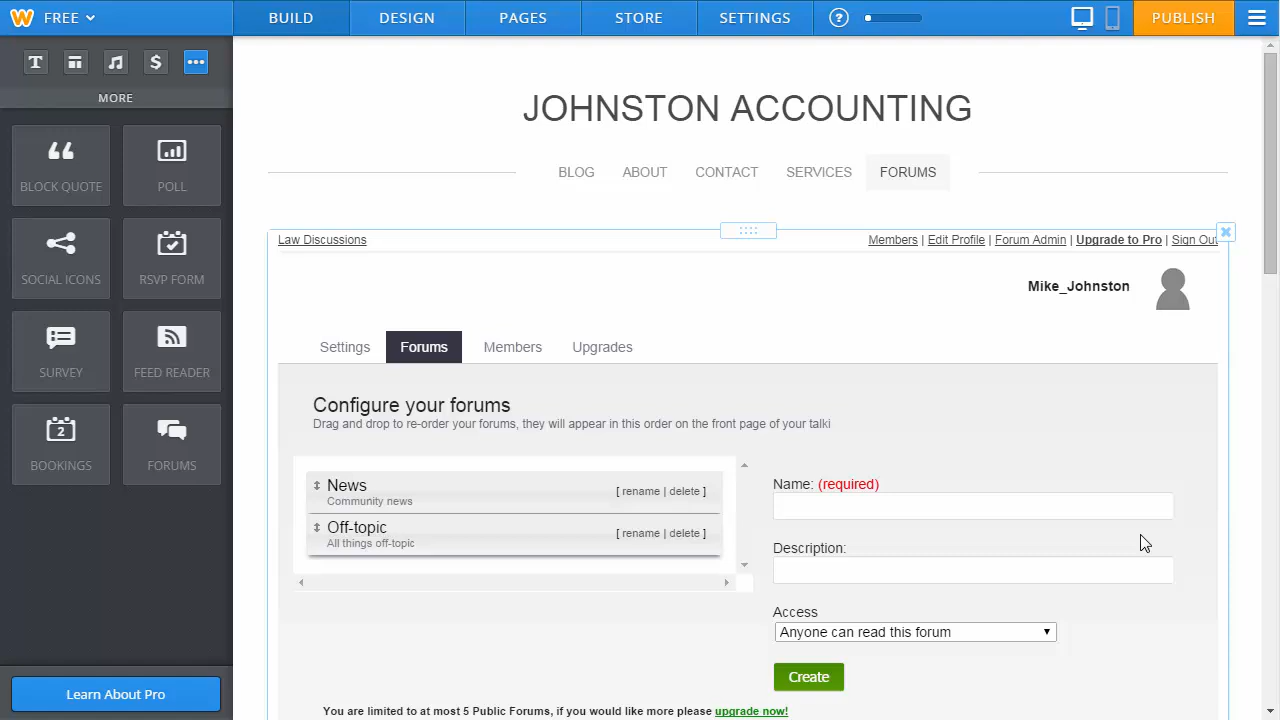 FREE
BUILD
DESIGN
PAGES
STORE
SETTINGS
?
PUBLISH
T
$
MORE
BLOCK QUOTE
POLL
SOCIAL ICONS
RSVP FORM
SURVEY
FEED READER
2
BOOKINGS
FORUMS
Learn About Pro
JOHNSTON ACCOUNTING
BLOG
ABOUT
CONTACT
SERVICES
FORUMS
Law Discussions
Members | Edit Profile | Forum Admin | Upgrade to Pro | Sign Out
Mike_Johnston
Settings
Forums
Members
Upgrades
Configure your forums
Drag and drop to re-order your forums, they will appear in this order on the front page of your talki
News
Community news
[ rename | delete ]
Off-topic
All things off-topic
[ rename | delete ]
Name: (required)
Description:
Access
Anyone can read this forum
Create
You are limited to at most 5 Public Forums, if you would like more please upgrade now!